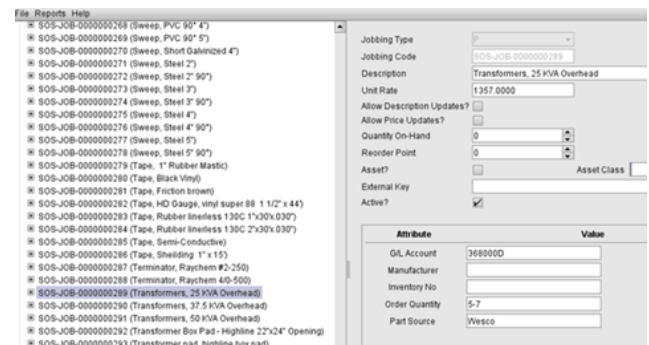 File Reports Help
SOS-JOB-0000000268 (Sweep, PVC 90* 4")
SOS-JOB-0000000269 (Sweep, PVC 90* 5")
SOS-JOB-0000000270 (Sweep, Short Galvinized 4")
SOS-JOB-0000000271 (Sweep, Steel 2")
SOS-JOB-0000000272 (Sweep, Steel 2" 90*)
SOS-JOB-0000000273 (Sweep, Steel 3")
SOS-JOB-0000000274 (Sweep, Steel 3" 90*)
SOS-JOB-0000000275 (Sweep, Steel 4")
SOS-JOB-0000000276 (Sweep, Steel 4" 90*)
SOS-JOB-0000000277 (Sweep, Steel 5")
SOS-JOB-0000000278 (Sweep, Steel 5" 90*)
SOS-JOB-0000000279 (Tape, 1" Rubber Mastic)
SOS-JOB-0000000280 (Tape, Black Vinyl)
SOS-JOB-0000000281 (Tape, Friction brown)
SOS-JOB-0000000282 (Tape, HD Gauge, vinyl super 88 1 1/2" x 44')
SOS-JOB-0000000283 (Tape, Rubber linerless 130C 1"x30'x.030")
SOS-JOB-0000000284 (Tape, Rubber linerless 130C 2"x30'x.030")
SOS-JOB-0000000285 (Tape, Semi-Conductive)
SOS-JOB-0000000286 (Tape, Sheilding 1" x 15')
SOS-JOB-0000000287 (Terminator, Raychem #2-250)
SOS-JOB-0000000288 (Terminator, Raychem 4/0-500)
SOS-JOB-0000000289 (Transformers, 25 KVA Overhead)
SOS-JOB-0000000290 (Transformers, 37.5 KVA Overhead)
SOS-JOB-0000000291 (Transformers, 50 KVA Overhead)
SOS-JOB-0000000292 (Transformer Box Pad - Highline 22"x24" Opening)
SOS-JOB-0000000293 (Transformer pad, highline box pad)
Jobbing Type P
Jobbing Code SOS-JOB-0000000289
Description Transformers, 25 KVA Overhead
Unit Rate 1357.0000
Allow Description Updates?
Allow Price Updates?
Quantity On-Hand 0
Reorder Point 0
Asset? Asset Class
External Key
Active?
Attribute Value
G/L Account 368000D
Manufacturer
Inventory No
Order Quantity 5-7
Part Source Wesco